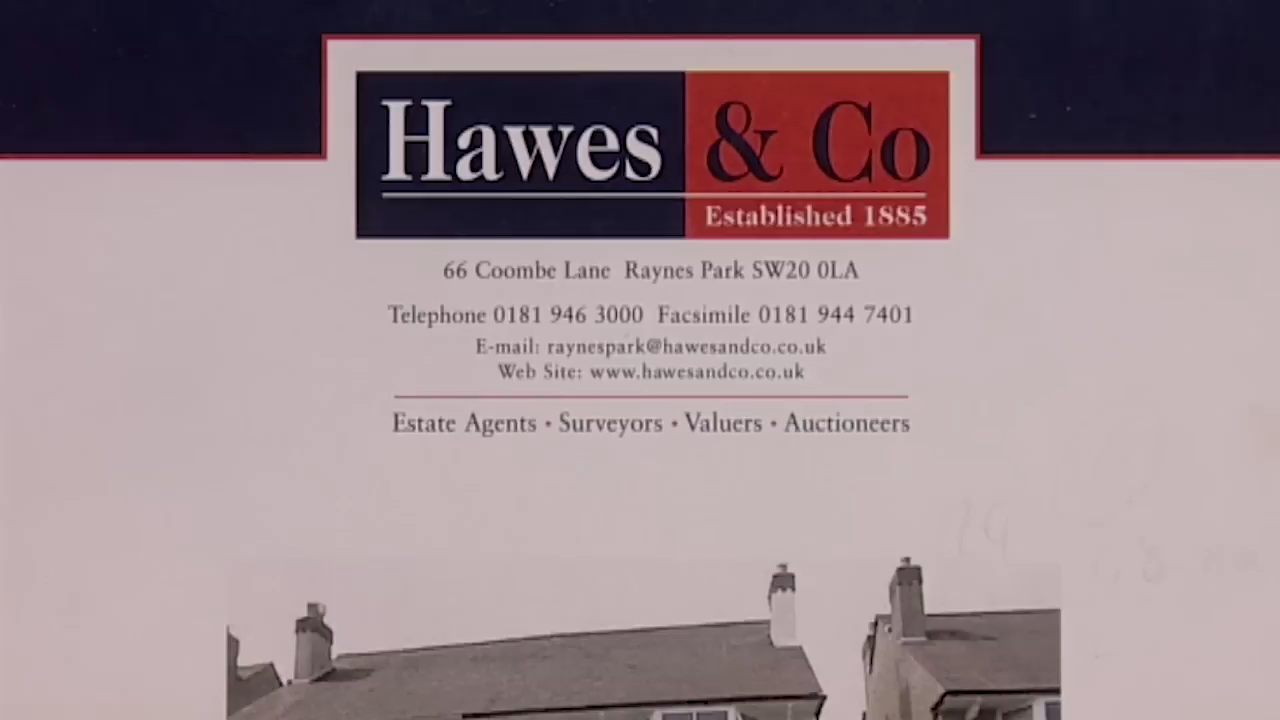 Hawes & Co
Established 1885
66 Coombe Lane Raynes Park SW20 0LA
Telephone 0181 946 3000 Facsimile 0181 944 7401
E-mail: raynespark@hawesandco.co.uk
Web Site: www.hawesandco.co.uk
Estate Agents • Surveyors • Valuers • Auctioneers